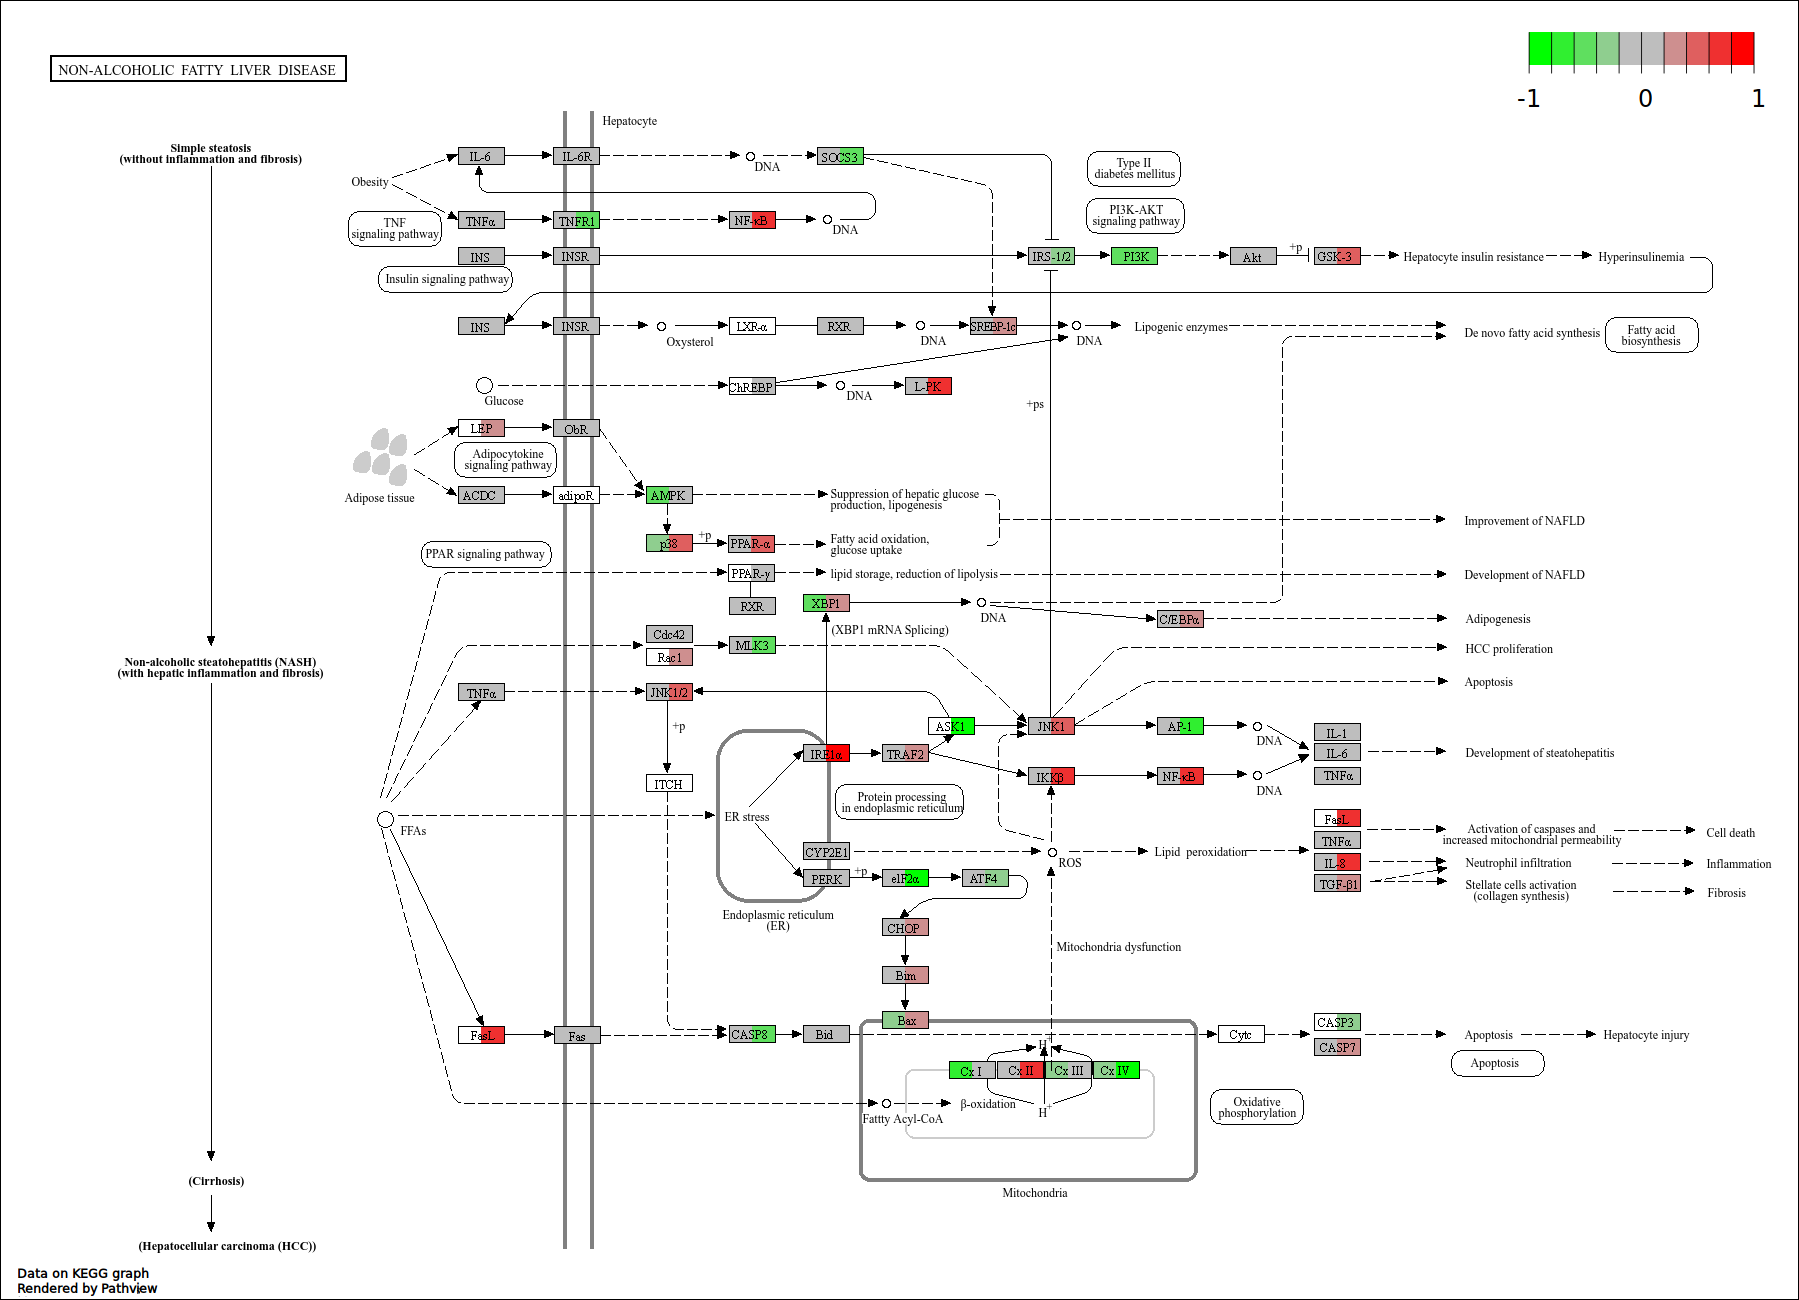 NON-ALCOHOLIC FATTY LIVER DISEASE
-1 0 1
Hepatocyte
Simple steatosis
(without inflammation and fibrosis)
IL-6
IL-6R
DNA
SOCS3
Type II
diabetes mellitus
Obesity
TNF
signaling pathway
TNFα
TNFR1
NF-κB
DNA
PI3K-AKT
signaling pathway
INS
INSR
IRS-1/2
PI3K
Akt
+p
GSK-3
Hepatocyte insulin resistance
Hyperinsulinemia
Insulin signaling pathway
INS
INSR
Oxysterol
LXR-α
RXR
DNA
SREBP-1c
DNA
Lipogenic enzymes
De novo fatty acid synthesis
Fatty acid
biosynthesis
Glucose
ChREBP
DNA
L-PK
+ps
LEP
ObR
Adipocytokine
signaling pathway
Adipose tissue
ACDC
adipoR
AMPK
Suppression of hepatic glucose
production, lipogenesis
Improvement of NAFLD
p38
+p
PPAR-α
Fatty acid oxidation,
glucose uptake
PPAR signaling pathway
PPAR-γ
lipid storage, reduction of lipolysis
Development of NAFLD
RXR
XBP1
DNA
(XBP1 mRNA Splicing)
C/EBPα
Adipogenesis
Cdc42
Rac1
MLK3
HCC proliferation
Non-alcoholic steatohepatitis (NASH)
(with hepatic inflammation and fibrosis)
TNFα
JNK1/2
Apoptosis
+p
ASK1
JNK1
AP-1
DNA
IL-1
IL-6
TNFα
Development of steatohepatitis
IRE1α
TRAF2
IKKβ
NF-κB
DNA
ITCH
Protein processing
in endoplasmic reticulum
ER stress
FFAs
FasL
TNFα
IL-8
TGF-β1
Activation of caspases and
increased mitochondrial permeability
Cell death
CYP2E1
ROS
Lipid peroxidation
Neutrophil infiltration
Inflammation
PERK
+p
eIF2α
ATF4
Stellate cells activation
(collagen synthesis)
Fibrosis
Endoplasmic reticulum
(ER)
CHOP
Mitochondria dysfunction
Bim
Bax
FasL
Fas
CASP8
Bid
Cytc
CASP3
CASP7
Apoptosis
Hepatocyte injury
Apoptosis
H+
Cx I
Cx II
Cx III
Cx IV
β-oxidation
H+
Fattty Acyl-CoA
Oxidative
phosphorylation
Mitochondria
(Cirrhosis)
(Hepatocellular carcinoma (HCC))
Data on KEGG graph
Rendered by Pathview